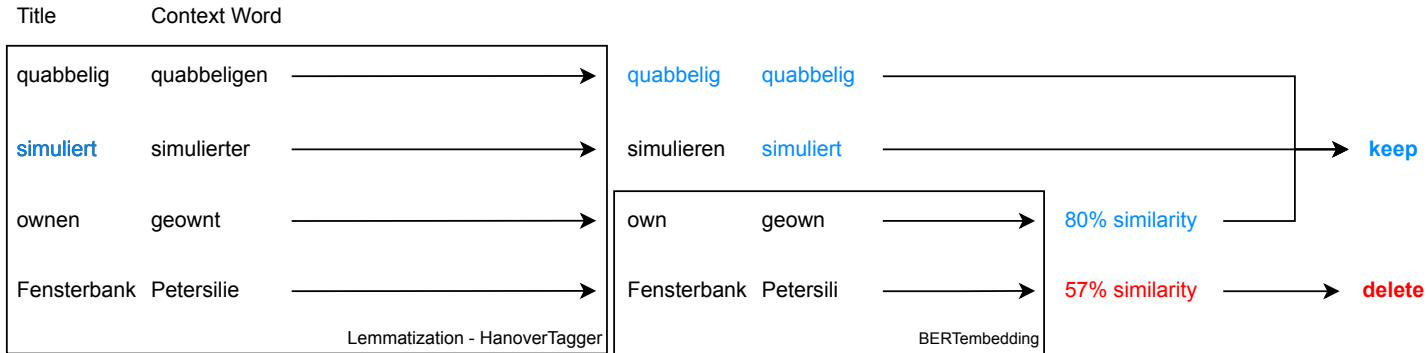 Title Context Word
quabbelig quabbeligen quabbelig quabbelig
simuliert simulierter simulieren simuliert keep
ownen geownt own geown 80% similarity
Fensterbank Petersilie Fensterbank Petersili 57% similarity delete
Lemmatization - HanoverTagger BERTembedding